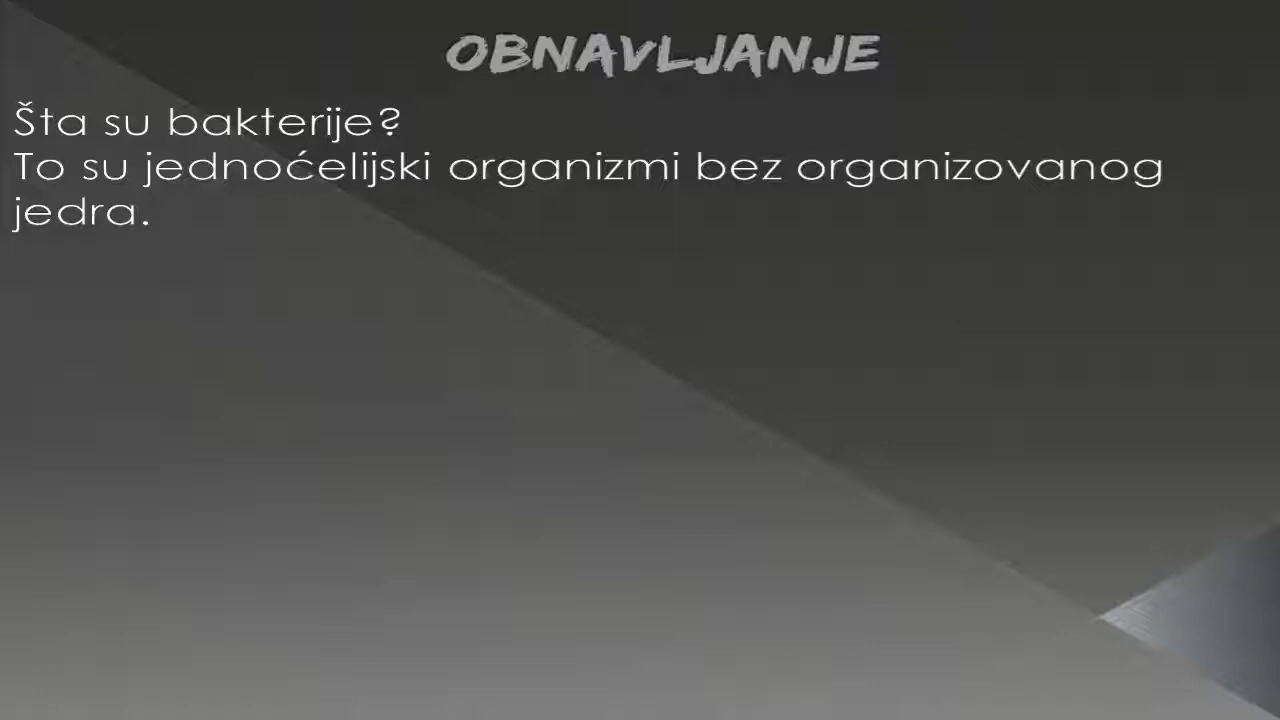 OBNAVLJANJE
Šta su bakterije?
To su jednoćelijski organizmi bez organizovanog
jedra.